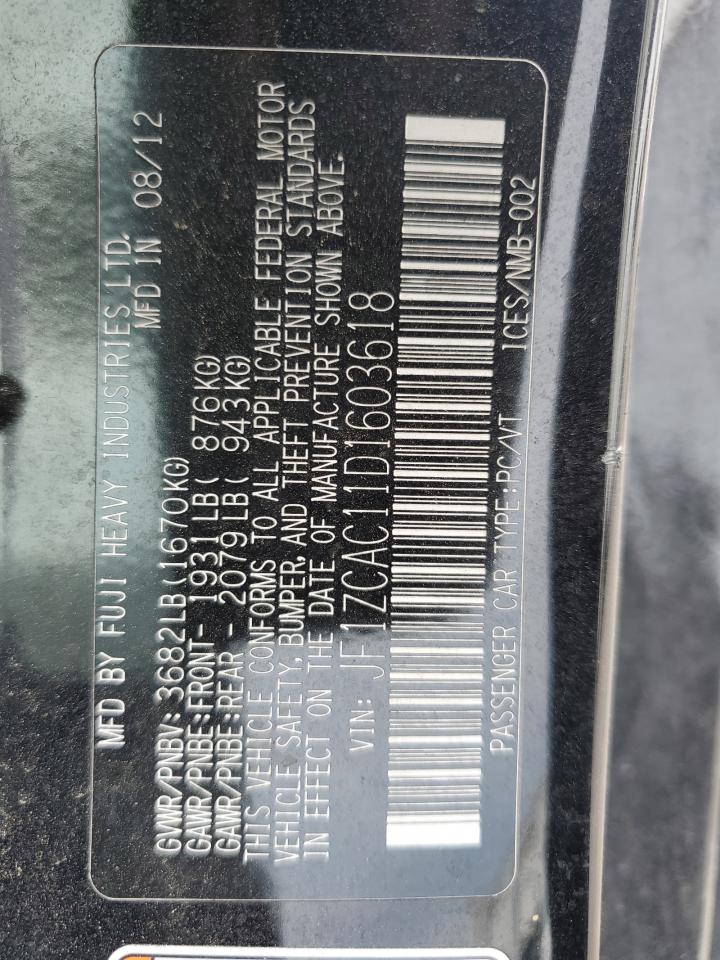 MFD BY FUJI HEAVY INDUSTRIES LTD.
MFD IN 08/12
GVWR/PNBV: 3682LB (1670KG)
GAWR/PNBE:FRONT- 1931LB( 876KG)
GAWR/PNBE:REAR - 2079LB( 943KG)
THIS VEHICLE CONFORMS TO ALL APPLICABLE FEDERAL MOTOR
VEHICLE SAFETY, BUMPER, AND THEFT PREVENTION STANDARDS
IN EFFECT ON THE DATE OF MANUFACTURE SHOWN ABOVE.
VIN: JF1ZCAC11D1603618
PASSENGER CAR TYPE:PC/VT ICES/NMB-002